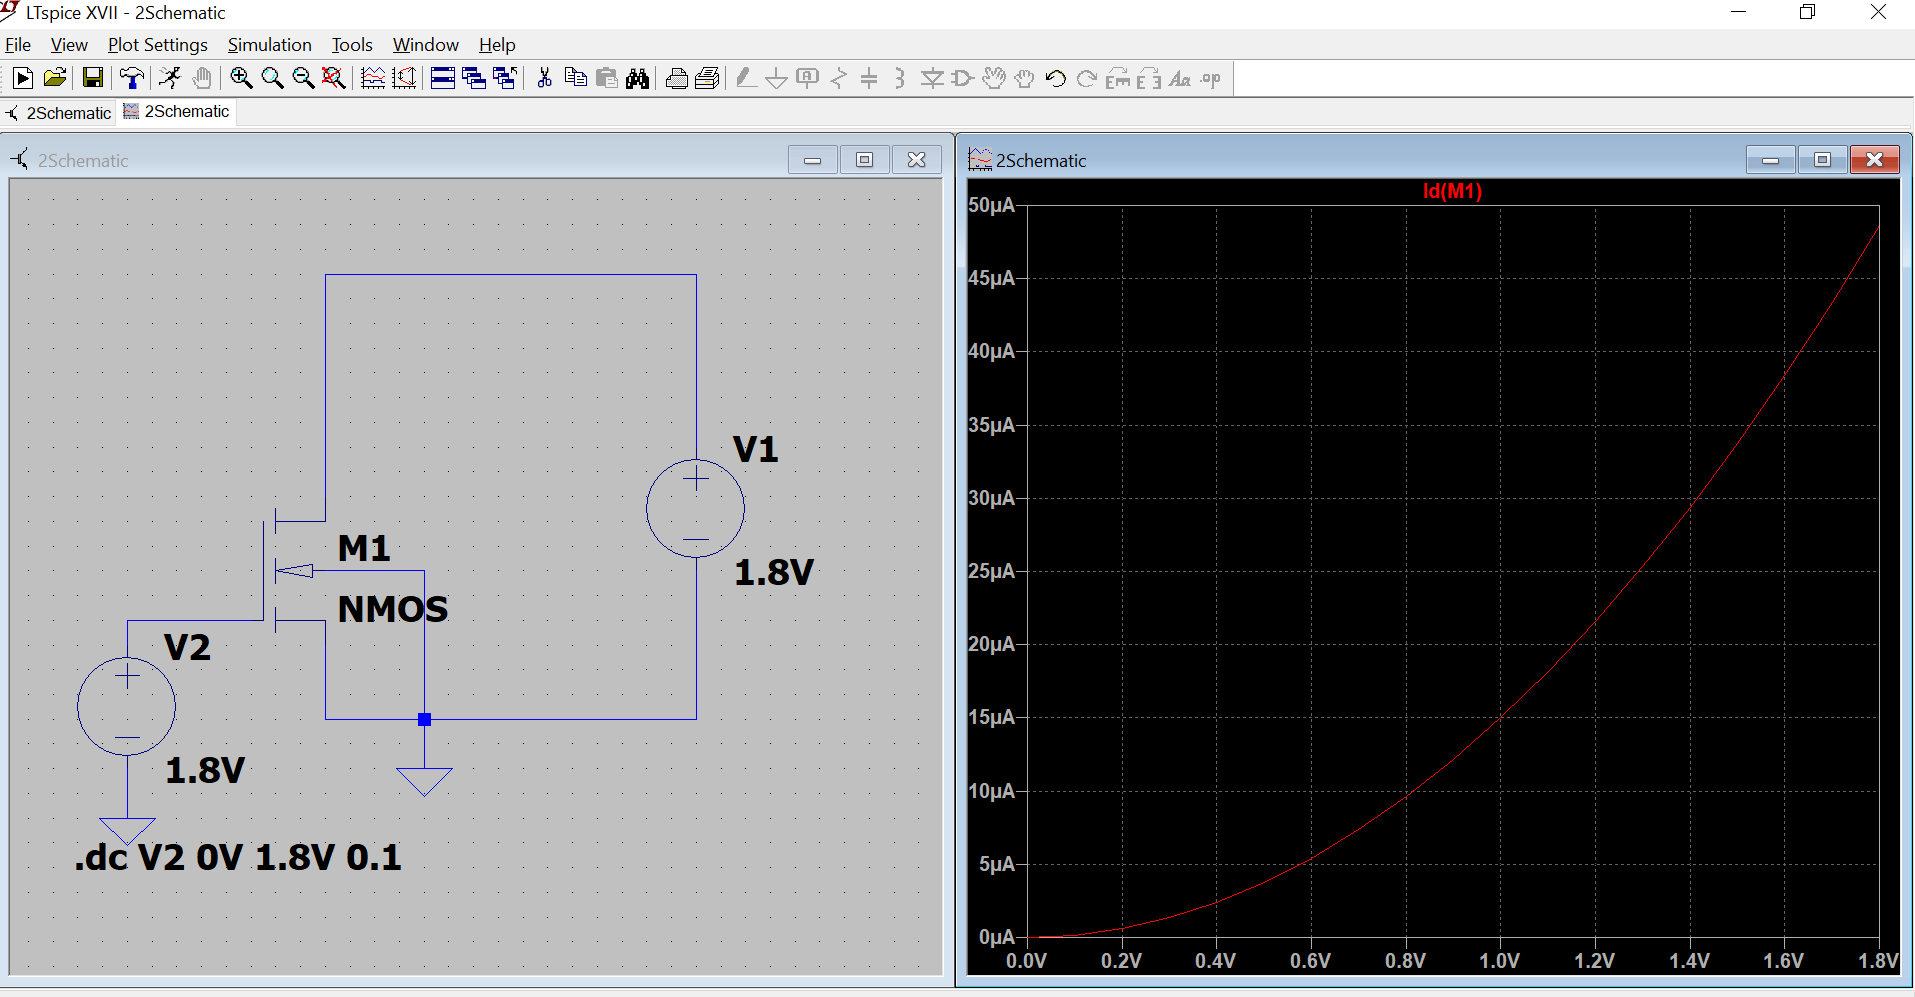 LTspice XVII - 2Schematic
File View Plot Settings Simulation Tools Window Help
Aa .op
2Schematic 2Schematic
2Schematic
V1
1.8V
M1
NMOS
V2
1.8V
.dc V2 0V 1.8V 0.1
2Schematic
Id(M1)
50µA
45µA
40µA
35µA
30µA
25µA
20µA
15µA
10µA
5µA
0µA
0.0V 0.2V 0.4V 0.6V 0.8V 1.0V 1.2V 1.4V 1.6V 1.8V